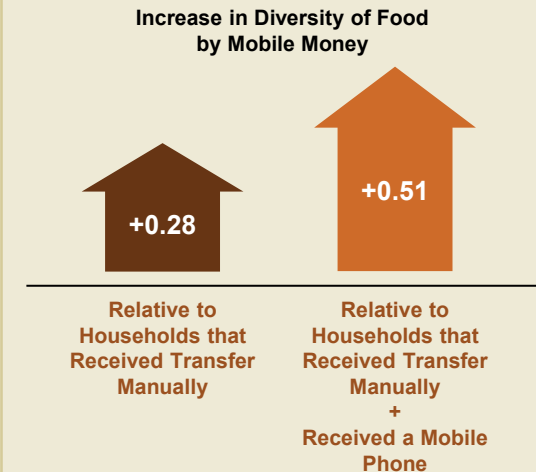 Increase in Diversity of Food
by Mobile Money
+0.28
+0.51
Relative to
Households that
Received Transfer
Manually
Relative to
Households that
Received Transfer
Manually
+
Received a Mobile
Phone